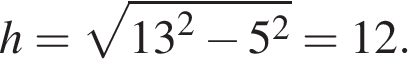 h = √(13² − 5²) = 12.